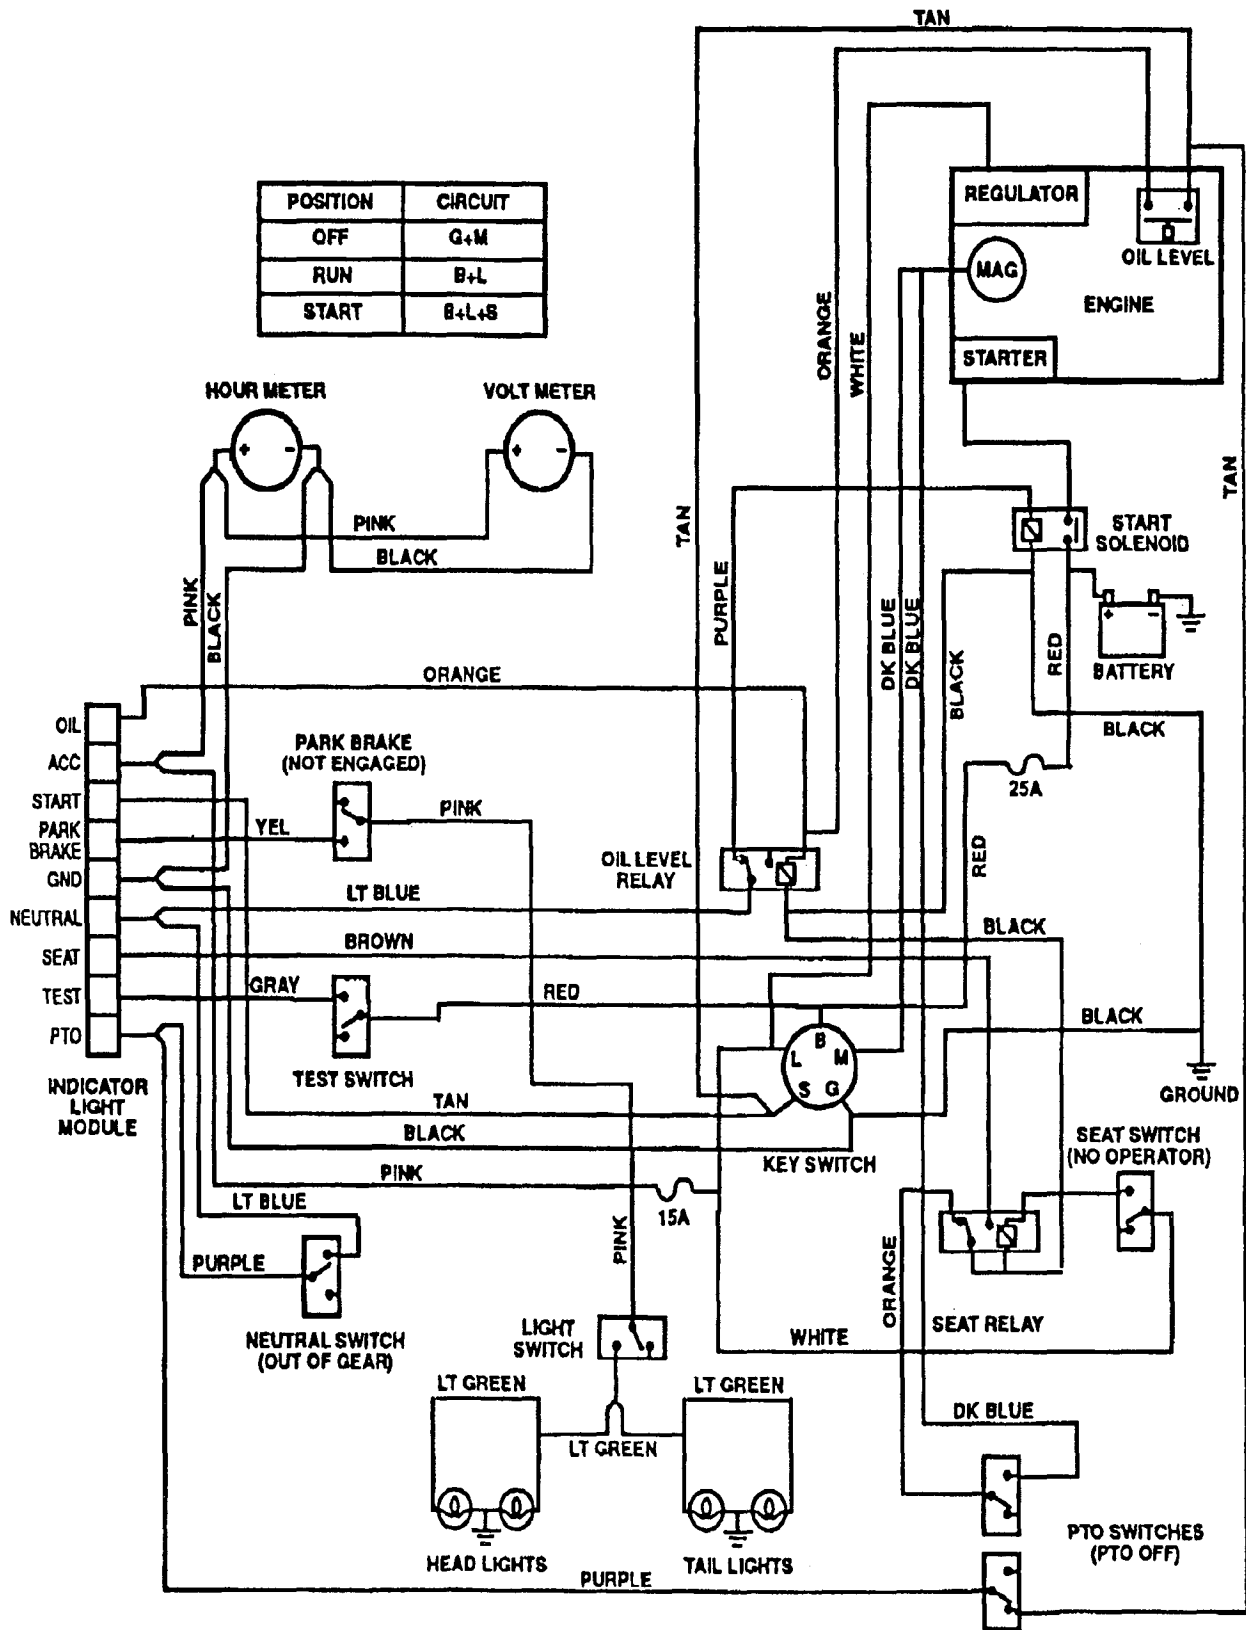 TAN
POSITION CIRCUIT
OFF G+M
RUN B+L
START B+L+S
REGULATOR
MAG
OIL LEVEL
ENGINE
STARTER
ORANGE
WHITE
HOUR METER
VOLT METER
+ -
+ -
PINK
BLACK
PINK
BLACK
TAN
PURPLE
DK BLUE
DK BLUE
BLACK
RED
TAN
START
SOLENOID
+ -
BATTERY
BLACK
25A
RED
ORANGE
OIL
ACC
START
PARK
BRAKE
GND
NEUTRAL
SEAT
TEST
PTO
INDICATOR
LIGHT
MODULE
PARK BRAKE
(NOT ENGAGED)
YEL
PINK
OIL LEVEL
RELAY
LT BLUE
BLACK
BROWN
GRAY
RED
TEST SWITCH
B
L M
S G
KEY SWITCH
BLACK
GROUND
TAN
BLACK
PINK
15A
LT BLUE
PURPLE
NEUTRAL SWITCH
(OUT OF GEAR)
PINK
SEAT SWITCH
(NO OPERATOR)
ORANGE
SEAT RELAY
WHITE
LIGHT
SWITCH
LT GREEN
LT GREEN
LT GREEN
HEAD LIGHTS
TAIL LIGHTS
DK BLUE
PTO SWITCHES
(PTO OFF)
PURPLE